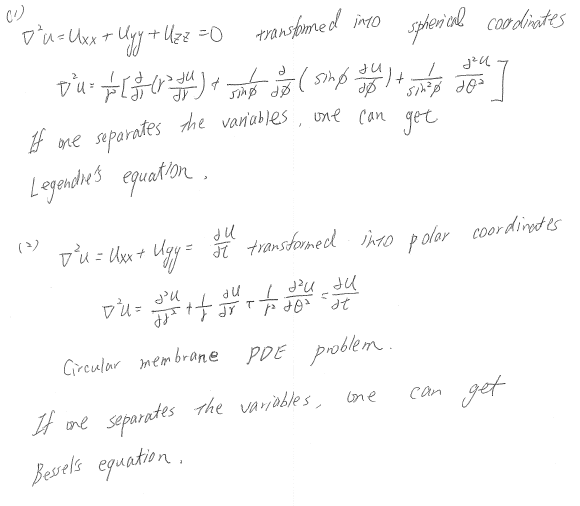 (1)
∇²u = Uxx + Uyy + Uzz = 0 transformed into spherical coordinates
∇²u = 1/r² [ ∂/∂r (r² ∂u/∂r) + 1/sinφ ∂/∂φ ( sinφ ∂u/∂φ ) + 1/sin²φ ∂²u/∂θ² ]
If one separates the variables, one can get
Legendre's equation.
(2) ∇²u = Uxx + Uyy = ∂u/∂t transformed into polar coordinates
∇²u = ∂²u/∂r² + 1/r ∂u/∂r + 1/r² ∂²u/∂θ² = ∂u/∂t
Circular membrane PDE problem.
If one separates the variables, one can get
Bessel's equation.